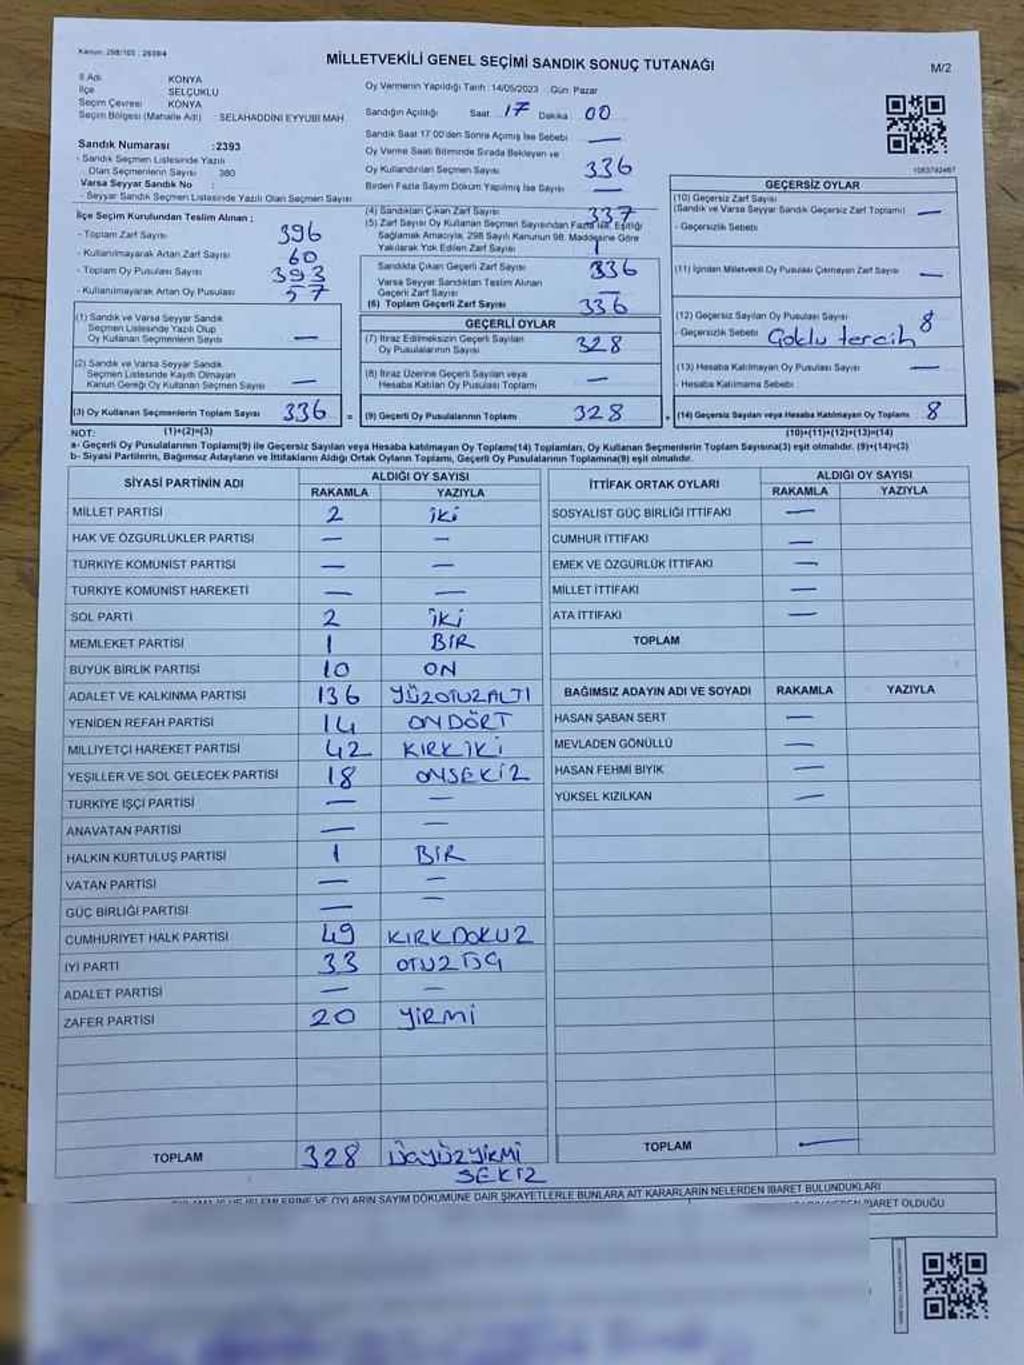 Kanun: 298/105 : 2839/4
MİLLETVEKİLİ GENEL SEÇİMİ SANDIK SONUÇ TUTANAĞI
M/2
İl Adı KONYA
İlçe SELÇUKLU
Seçim Çevresi KONYA
Seçim Bölgesi (Mahalle Adı) : SELAHADDİNİ EYYUBİ MAH.
Sandık Numarası :2393
- Sandık Seçmen Listesinde Yazılı
Olan Seçmenlerin Sayısı 380
Varsa Seyyar Sandık No :
- Seyyar Sandık Seçmen Listesinde Yazılı Olan Seçmen Sayısı
Oy Vermenin Yapıldığı Tarih : 14/05/2023 Gün: Pazar
Sandığın Açıldığı Saat 17 Dakika 00
Sandık Saat 17:00'den Sonra Açılmış İse Sebebi —
Oy Verme Saati Bitiminde Sırada Bekleyen ve
Oy Kullandırılan Seçmen Sayısı 336
Birden Fazla Sayım Döküm Yapılmış İse Sayısı —
İlçe Seçim Kurulundan Teslim Alınan ;
- Toplam Zarf Sayısı 396
- Kullanılmayarak Artan Zarf Sayısı 60
- Toplam Oy Pusulası Sayısı 393
- Kullanılmayarak Artan Oy Pusulası 57
(4) Sandıktan Çıkan Zarf Sayısı 337
(5) Zarf Sayısı Oy Kullanan Seçmen Sayısından Fazla İse, Eşitliği
Sağlamak Amacıyla, 298 Sayılı Kanunun 98. Maddesine Göre
Yakılarak Yok Edilen Zarf Sayısı 1
Sandıkta Çıkan Geçerli Zarf Sayısı 336
Varsa Seyyar Sandıktan Teslim Alınan
Geçerli Zarf Sayısı —
(6) Toplam Geçerli Zarf Sayısı 336
GEÇERSİZ OYLAR
(10) Geçersiz Zarf Sayısı
(Sandık ve Varsa Seyyar Sandık Geçersiz Zarf Toplamı) —
- Geçersizlik Sebebi
(11) İçinden Milletvekili Oy Pusulası Çıkmayan Zarf Sayısı —
(12) Geçersiz Sayılan Oy Pusulası Sayısı 8
- Geçersizlik Sebebi Çoklu tercih
(13) Hesaba Katılmayan Oy Pusulası Sayısı —
- Hesaba Katılmama Sebebi
(14) Geçersiz Sayılan veya Hesaba Katılmayan Oy Toplamı 8
(10)+(11)+(12)+(13)=(14)
(1) Sandık ve Varsa Seyyar Sandık
Seçmen Listesinde Yazılı Olup
Oy Kullanan Seçmen Sayısı —
(2) Sandık ve Varsa Seyyar Sandık
Seçmen Listesinde Kaydı Olmayan
Kanun Gereği Oy Kullanan Seçmen Sayısı —
(3) Oy Kullanan Seçmenlerin Toplam Sayısı 336 =
GEÇERLİ OYLAR
(7) İtiraz Edilmeksizin Geçerli Sayılan
Oy Pusulalarının Sayısı 328
(8) İtiraz Üzerine Geçerli Sayılan veya
Hesaba Katılan Oy Pusulası Toplamı —
(9) Geçerli Oy Pusulalarının Toplamı 328 +
NOT: (1)+(2)=(3)
a- Geçerli Oy Pusulalarının Toplamı(9) ile Geçersiz Sayılan veya Hesaba katılmayan Oy Toplamı(14) Toplamları, Oy Kullanan Seçmenlerin Toplam Sayısına(3) eşit olmalıdır. (9)+(14)=(3)
b- Siyasi Partilerin, Bağımsız Adayların ve İttifakların Aldığı Ortak Oyların Toplamı, Geçerli Oy Pusulalarının Toplamına(9) eşit olmalıdır.
SİYASİ PARTİNİN ADI ALDIĞI OY SAYISI
RAKAMLA YAZIYLA
MİLLET PARTİSİ 2 iki
HAK VE ÖZGÜRLÜKLER PARTİSİ — —
TÜRKİYE KOMÜNİST PARTİSİ — —
TÜRKİYE KOMÜNİST HAREKETİ — —
SOL PARTİ 2 iki
MEMLEKET PARTİSİ 1 BİR
BÜYÜK BİRLİK PARTİSİ 10 ON
ADALET VE KALKINMA PARTİSİ 136 YÜZOTUZALTI
YENİDEN REFAH PARTİSİ 14 ONDÖRT
MİLLİYETÇİ HAREKET PARTİSİ 42 KIRKİKİ
YEŞİLLER VE SOL GELECEK PARTİSİ 18 ONSEKİZ
TÜRKİYE İŞÇİ PARTİSİ — —
ANAVATAN PARTİSİ — —
HALKIN KURTULUŞ PARTİSİ 1 BİR
VATAN PARTİSİ — —
GÜÇ BİRLİĞİ PARTİSİ — —
CUMHURİYET HALK PARTİSİ 49 KIRKDOKUZ
İYİ PARTİ 33 OTUZ ÜÇ
ADALET PARTİSİ — —
ZAFER PARTİSİ 20 YİRMİ
TOPLAM 328 ÜÇYÜZYİRMİ
SEKİZ
İTTİFAK ORTAK OYLARI ALDIĞI OY SAYISI
RAKAMLA YAZIYLA
SOSYALİST GÜÇ BİRLİĞİ İTTİFAKI —
CUMHUR İTTİFAKI —
EMEK VE ÖZGÜRLÜK İTTİFAKI —
MİLLET İTTİFAKI —
ATA İTTİFAKI —
TOPLAM
BAĞIMSIZ ADAYIN ADI VE SOYADI RAKAMLA YAZIYLA
HASAN ŞABAN SERT —
MEVLADEN GÖNÜLLÜ —
HASAN FEHMİ BIYIK —
YÜKSEL KIZILKAN —
TOPLAM —
OYLARIN SAYIM DÖKÜMÜNE DAİR ŞİKAYETLERLE BUNLARA AİT KARARLARIN NELERDEN İBARET BULUNDUKLARI
İBARET OLDUĞU